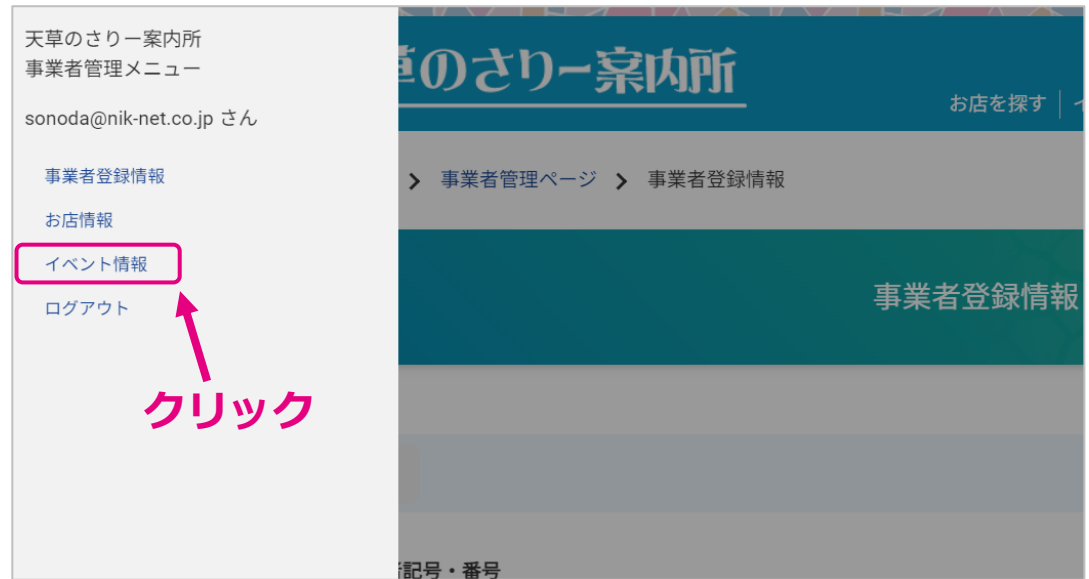 天草のさりー案内所
事業者管理メニュー
sonoda@nik-net.co.jp さん
事業者登録情報
お店情報
イベント情報
ログアウト
クリック
のさりー案内所
お店を探す
事業者管理ページ
事業者登録情報
事業者登録情報
記号・番号